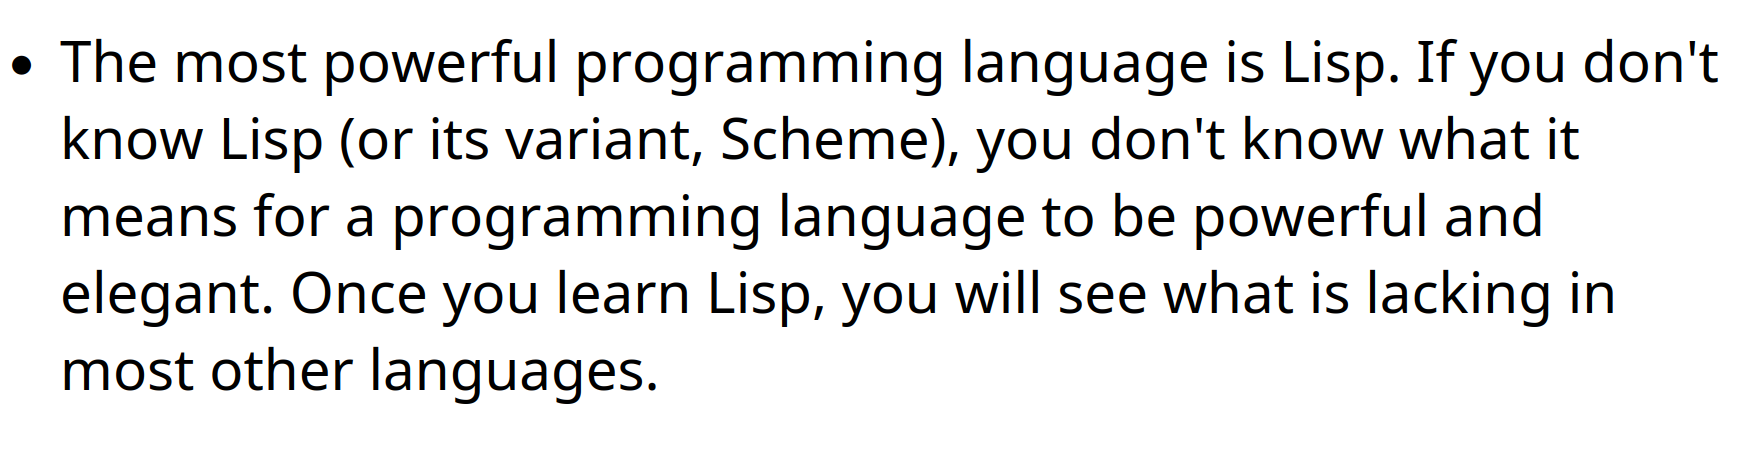 • The most powerful programming language is Lisp. If you don't
know Lisp (or its variant, Scheme), you don't know what it
means for a programming language to be powerful and
elegant. Once you learn Lisp, you will see what is lacking in
most other languages.